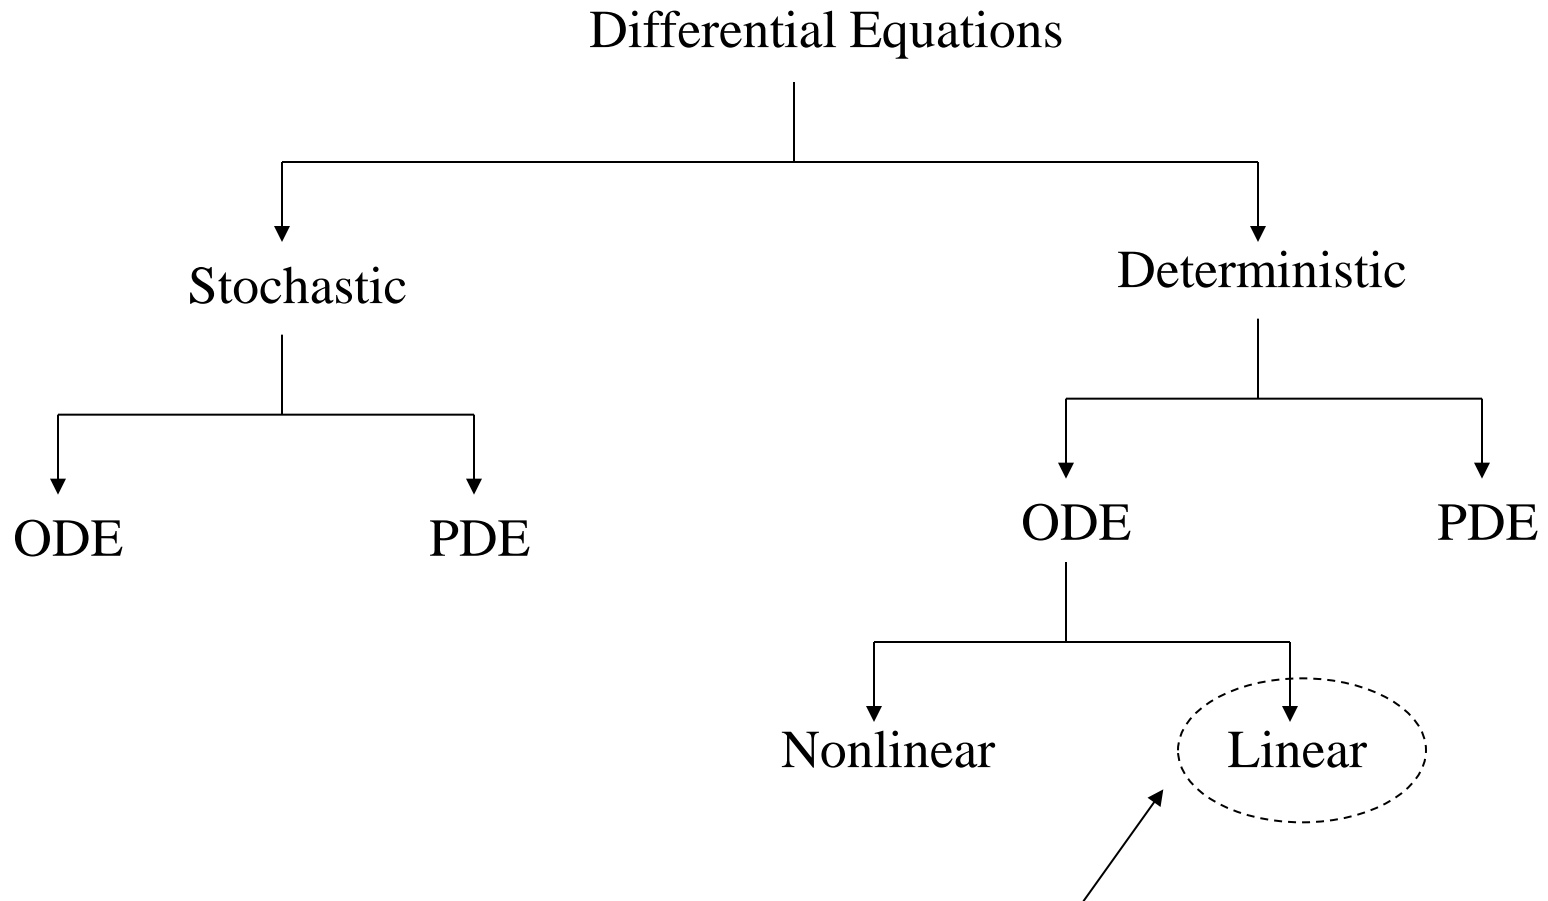 Differential Equations
Stochastic
Deterministic
ODE
PDE
ODE
PDE
Nonlinear
Linear